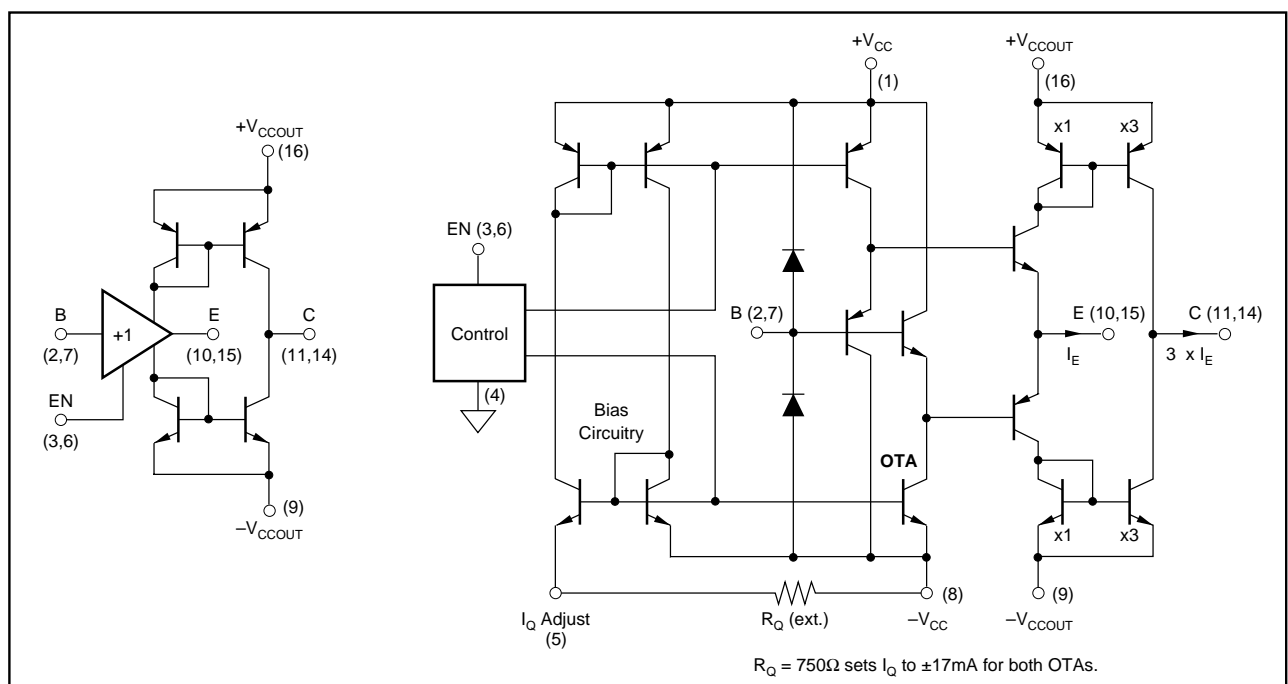 +VCCOUT
(16)
B
+1
E
C
(2,7)
(10,15)
(11,14)
EN
(3,6)
(9)
–VCCOUT
+VCC
(1)
+VCCOUT
(16)
x1
x3
EN (3,6)
Control
(4)
B (2,7)
E (10,15)
C (11,14)
IE
3 x IE
Bias
Circuitry
OTA
x1
x3
IQ Adjust
(5)
RQ (ext.)
(8)
–VCC
(9)
–VCCOUT
RQ = 750Ω sets IQ to ±17mA for both OTAs.